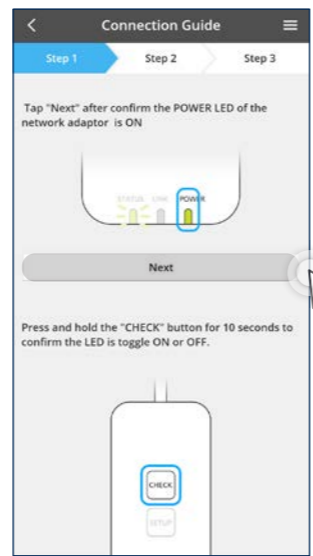 Connection Guide
Step 1
Step 2
Step 3
Tap "Next" after confirm the POWER LED of the
network adaptor is ON
STATUS LINK POWER
Next
Press and hold the "CHECK" button for 10 seconds to
confirm the LED is toggle ON or OFF.
CHECK
SETUP